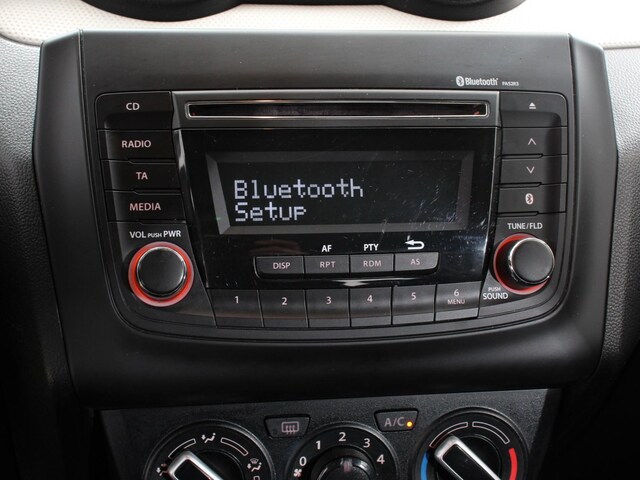 Bluetooth PA02R3
CD
RADIO
TA
MEDIA
VOL PUSH PWR
Bluetooth
Setup
TUNE/FLD
PUSH
SOUND
AF PTY
DISP RPT RDM AS
1 2 3 4 5 6
MENU
A/C
0 1 2 3 4